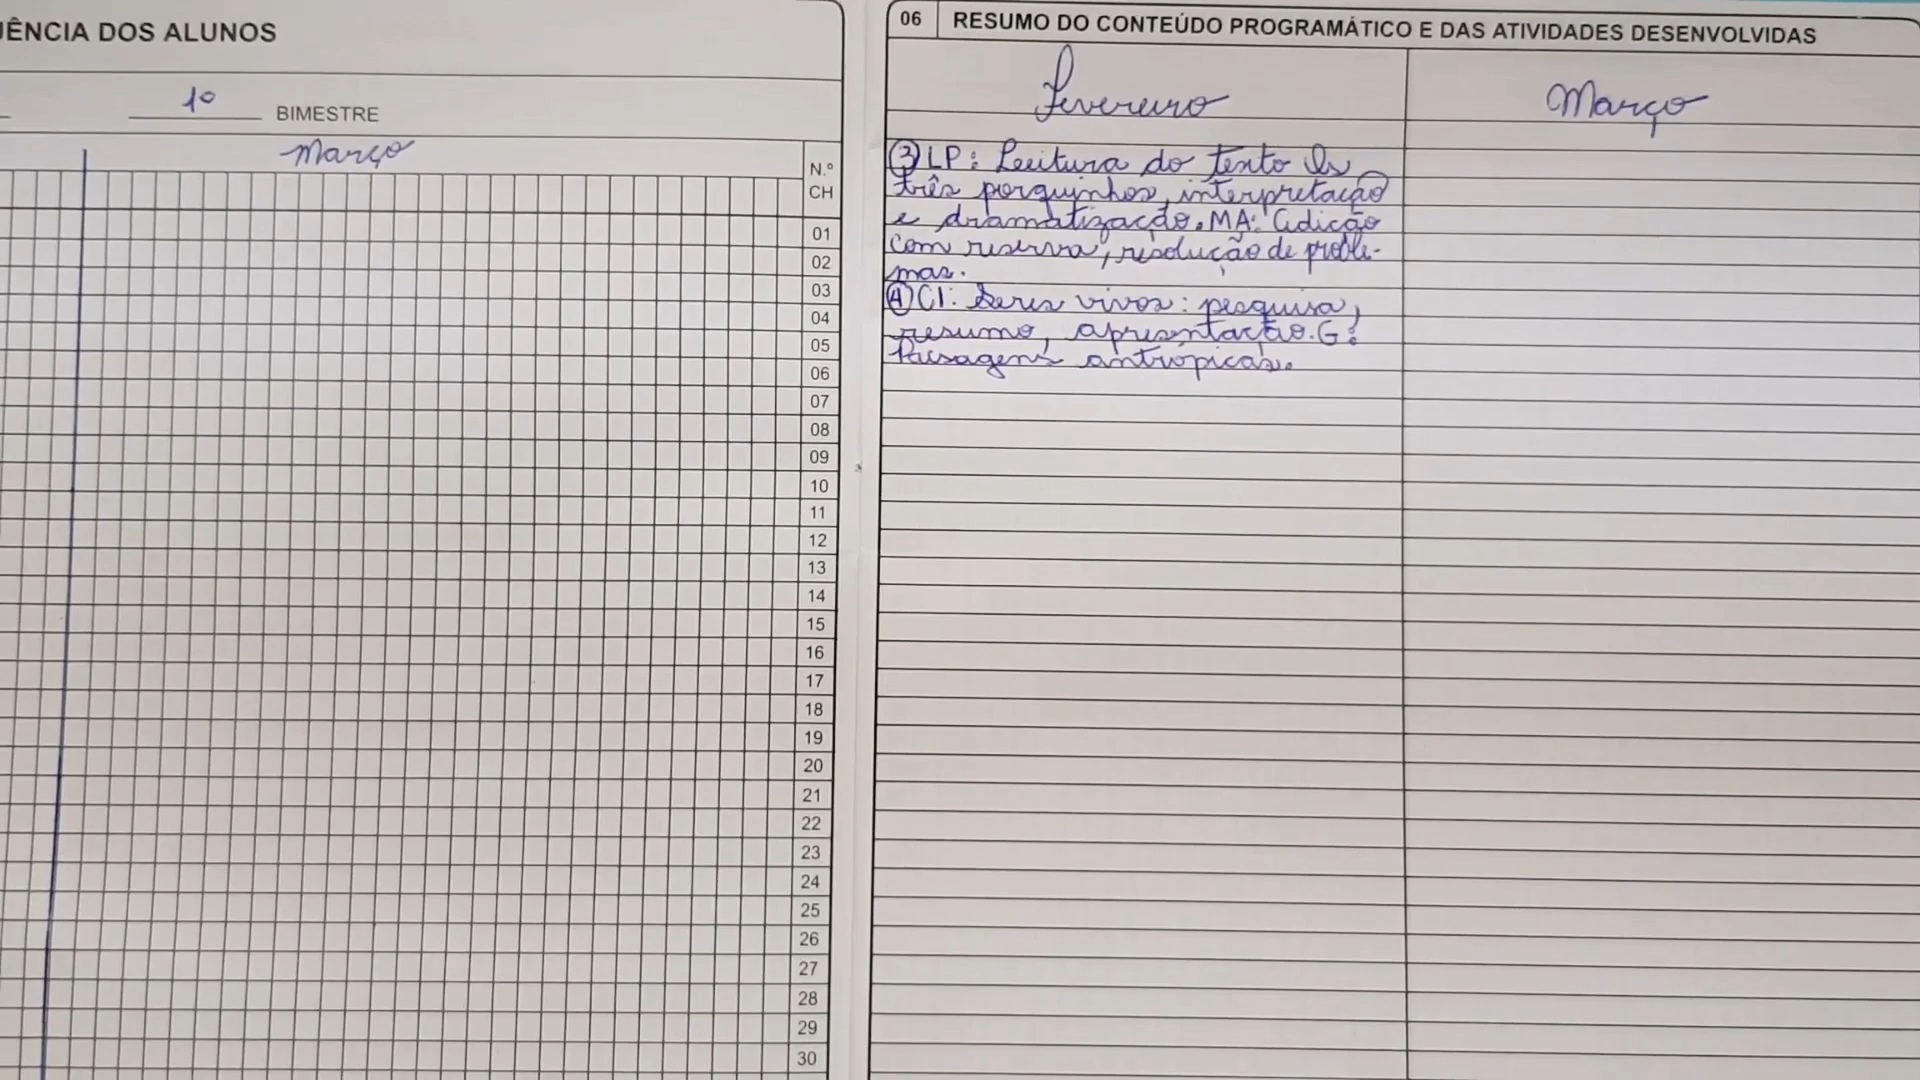 UÊNCIA DOS ALUNOS
1º BIMESTRE
Março
N.º
CH
01
02
03
04
05
06
07
08
09
10
11
12
13
14
15
16
17
18
19
20
21
22
23
24
25
26
27
28
29
30
06 RESUMO DO CONTEÚDO PROGRAMÁTICO E DAS ATIVIDADES DESENVOLVIDAS
Fevereiro Março
③ LP: Leitura do texto Os
três porquinhos, interpretação
e dramatização. MA: Adição
com reserva, resolução de proble-
mas.
④ CI: Seres vivos: pesquisa,
resumo, apresentação. G:
Paisagens antrópicas.